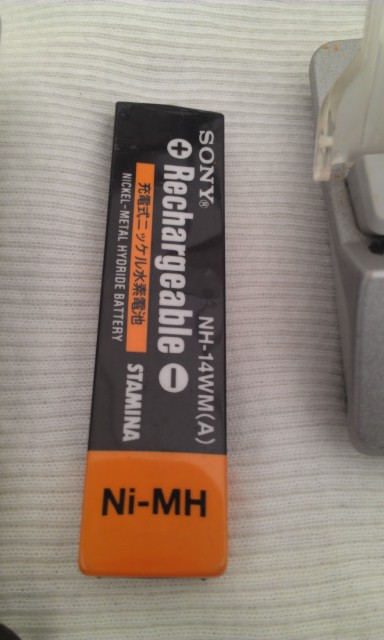 SONY® NH-14WM(A)
⊕ Rechargeable ⊖
充電式ニッケル水素電池
NICKEL-METAL HYDRIDE BATTERY
STAMINA
Ni-MH